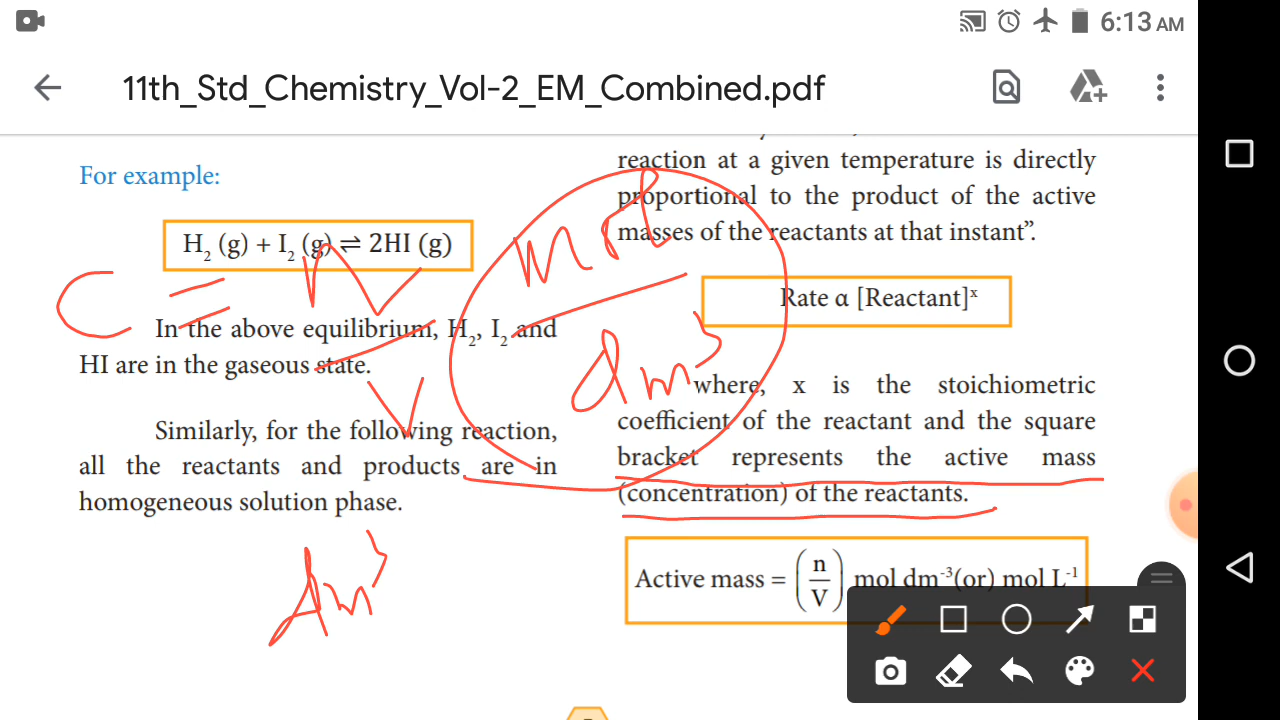 6:13 AM
11th_Std_Chemistry_Vol-2_EM_Combined.pdf
For example:
H₂ (g) + I₂ (g) ⇌ 2HI (g)
In the above equilibrium, H₂, I₂ and
HI are in the gaseous state.
Similarly, for the following reaction,
all the reactants and products are in
homogeneous solution phase.
C = n
V
mol
dm³
dm³
reaction at a given temperature is directly
proportional to the product of the active
masses of the reactants at that instant”.
Rate α [Reactant]ˣ
where, x is the stoichiometric
coefficient of the reactant and the square
bracket represents the active mass
(concentration) of the reactants.
Active mass = (n/V) mol dm⁻³(or) mol L⁻¹